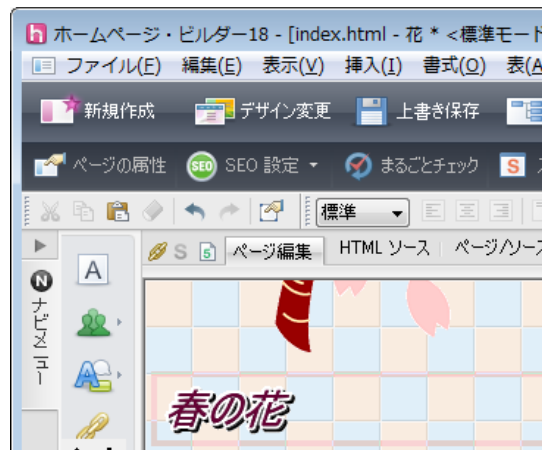 ホームページ・ビルダー18 - [index.html - 花 * <標準モード
ファイル(F) 編集(E) 表示(V) 挿入(I) 書式(O) 表(A
新規作成 デザイン変更 上書き保存
ページの属性 SEO SEO 設定 まるごとチェック S
標準
S 5 ページ編集 HTML ソース ページ/ソース
N ナビメニュー
A
A
春の花